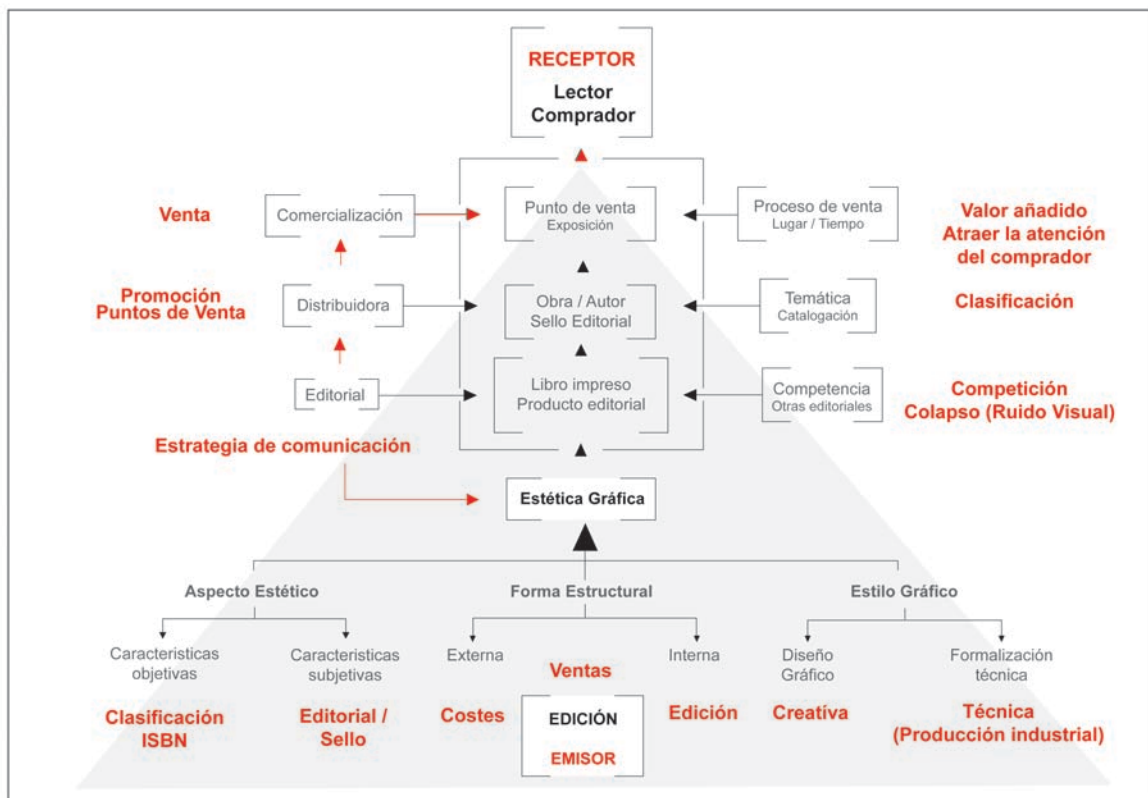 RECEPTOR
Lector
Comprador
Venta
Comercialización
Punto de venta
Exposición
Proceso de venta
Lugar / Tiempo
Valor añadido
Atraer la atención
del comprador
Promoción
Puntos de Venta
Distribuidora
Obra / Autor
Sello Editorial
Temática
Catalogación
Clasificación
Editorial
Libro impreso
Producto editorial
Competencia
Otras editoriales
Competición
Colapso (Ruido Visual)
Estrategia de comunicación
Estética Gráfica
Aspecto Estético
Forma Estructural
Estilo Gráfico
Caracteristicas
objetivas
Caracteristicas
subjetivas
Externa
Interna
Diseño
Gráfico
Formalización
técnica
Clasificación
ISBN
Editorial /
Sello
Costes
Ventas
Edición
Creativa
Técnica
(Producción industrial)
EDICIÓN
EMISOR